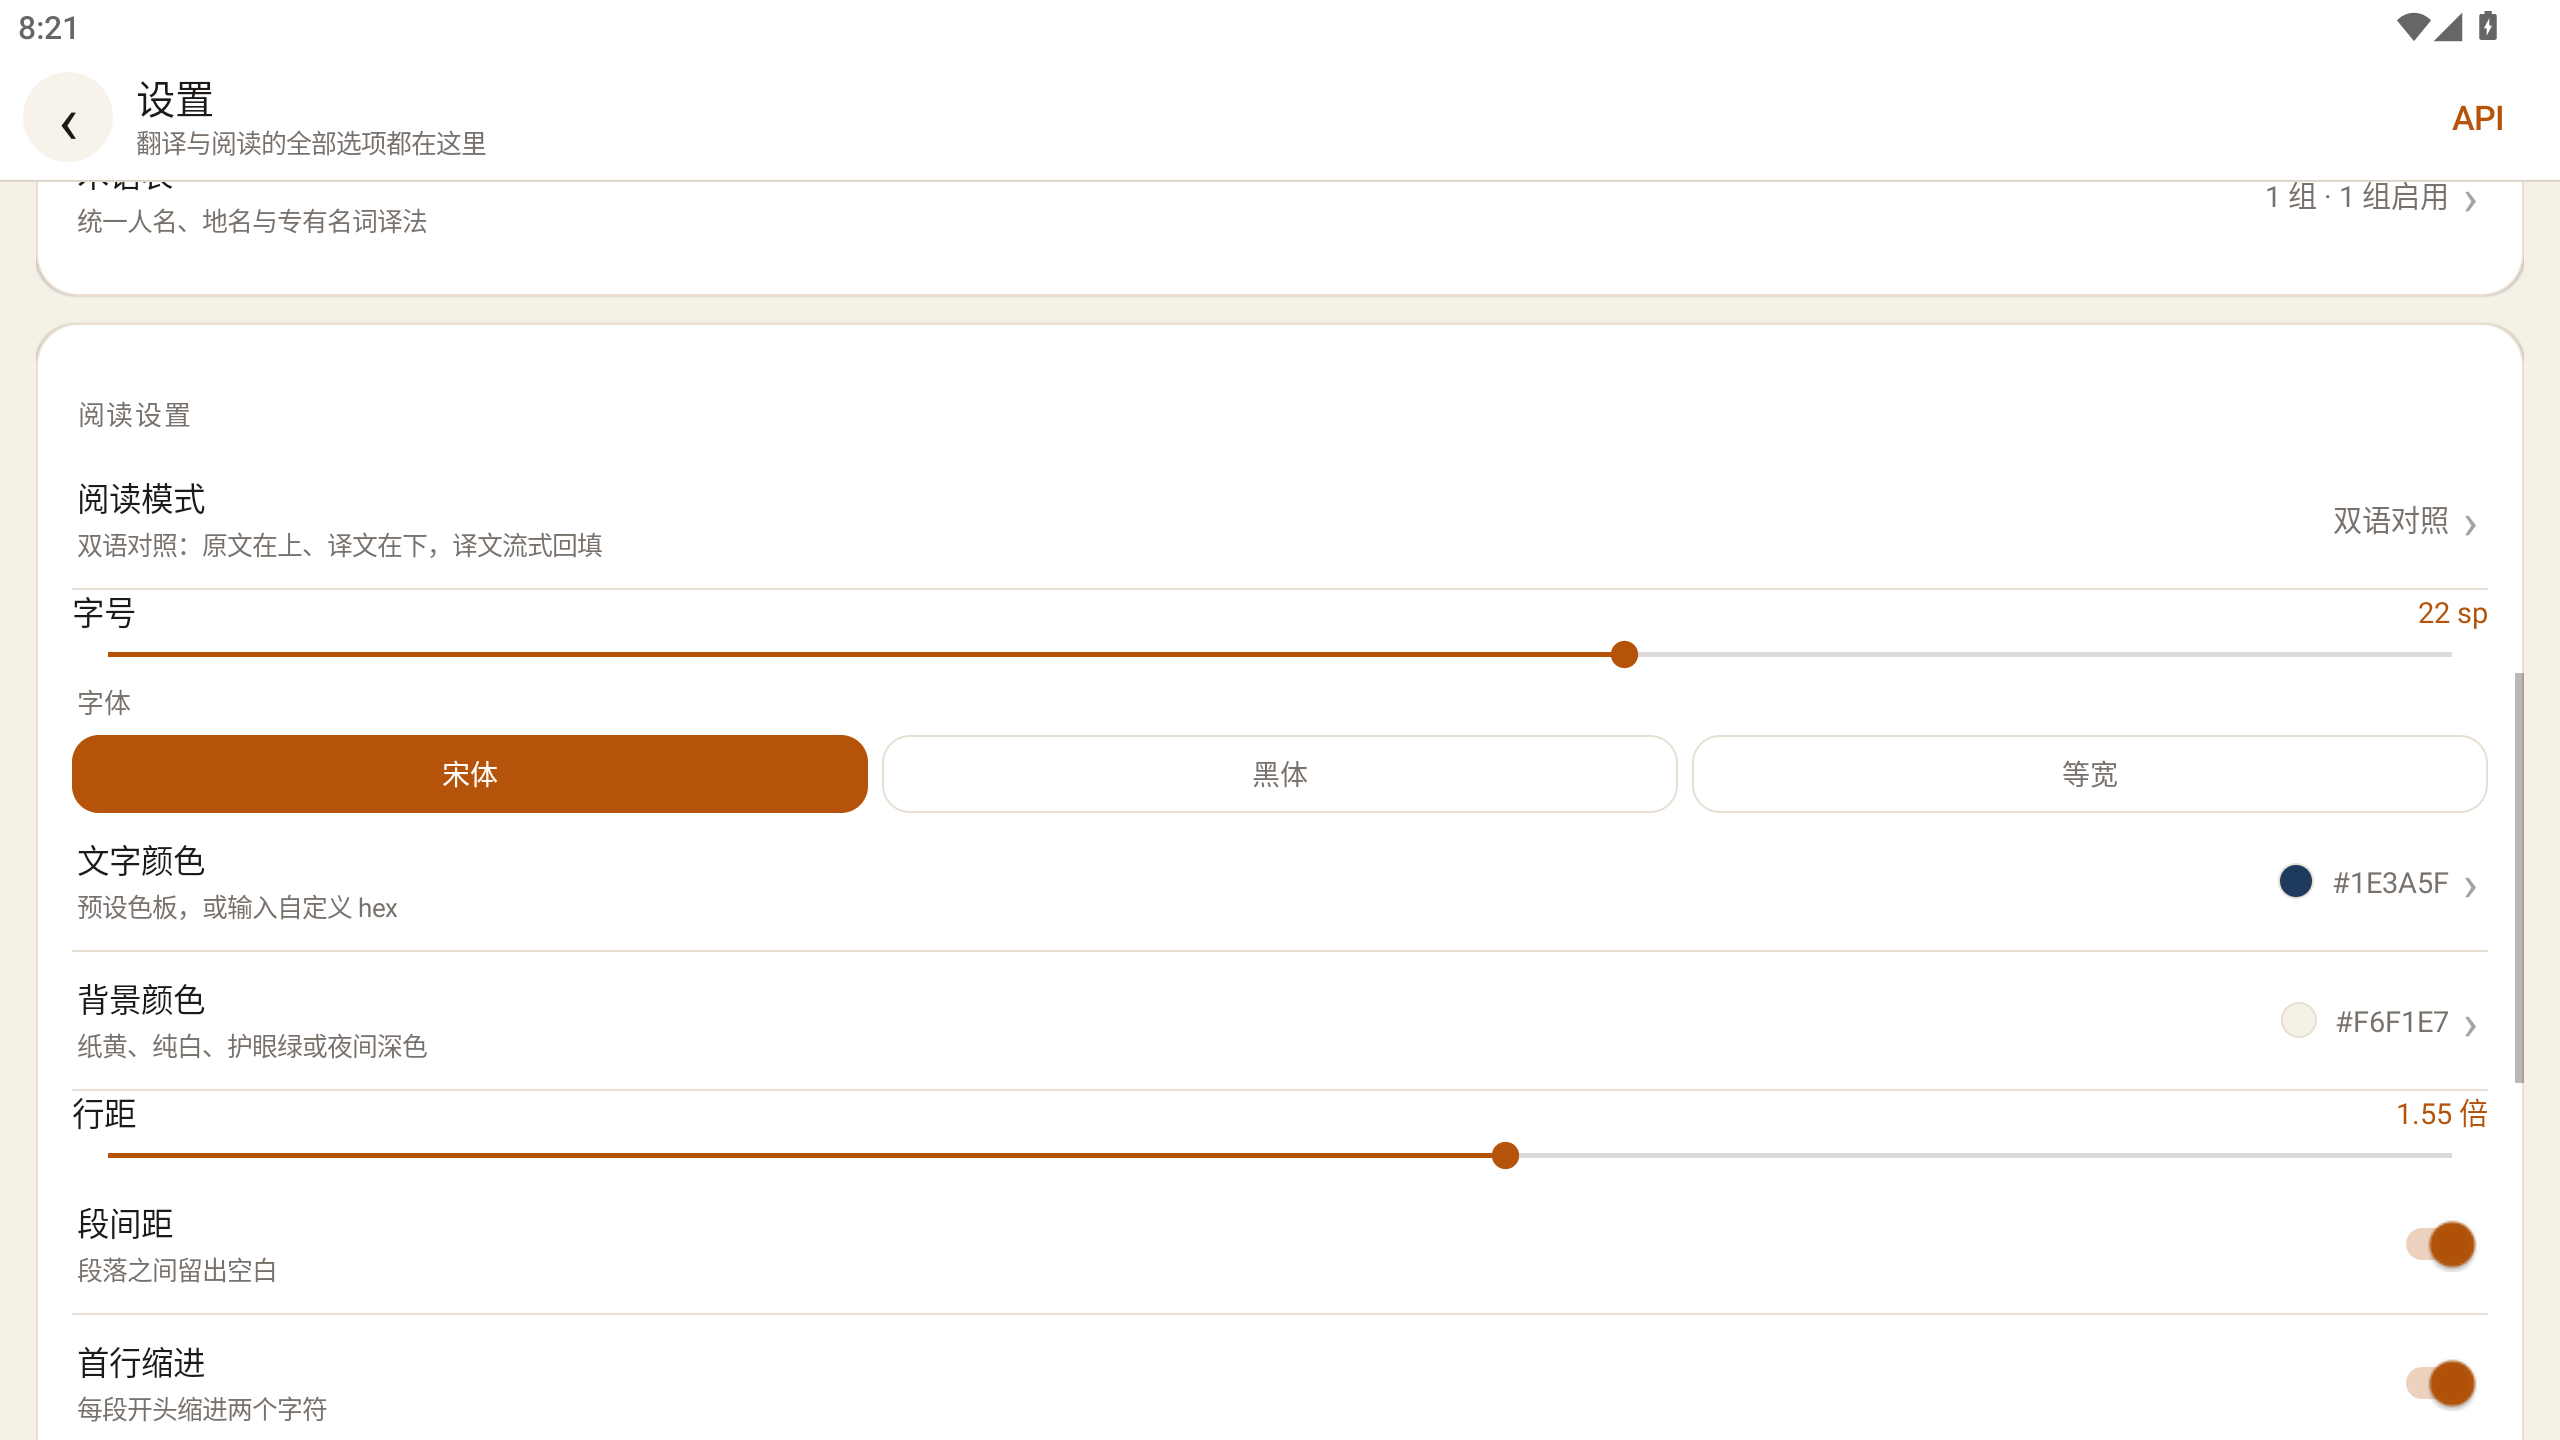 8:21
设置
翻译与阅读的全部选项都在这里
API
1 组 · 1 组启用
统一人名、地名与专有名词译法
阅读设置
阅读模式
双语对照：原文在上、译文在下，译文流式回填
双语对照
字号
22 sp
字体
宋体
黑体
等宽
文字颜色
预设色板，或输入自定义 hex
#1E3A5F
背景颜色
纸黄、纯白、护眼绿或夜间深色
#F6F1E7
行距
1.55 倍
段间距
段落之间留出空白
首行缩进
每段开头缩进两个字符